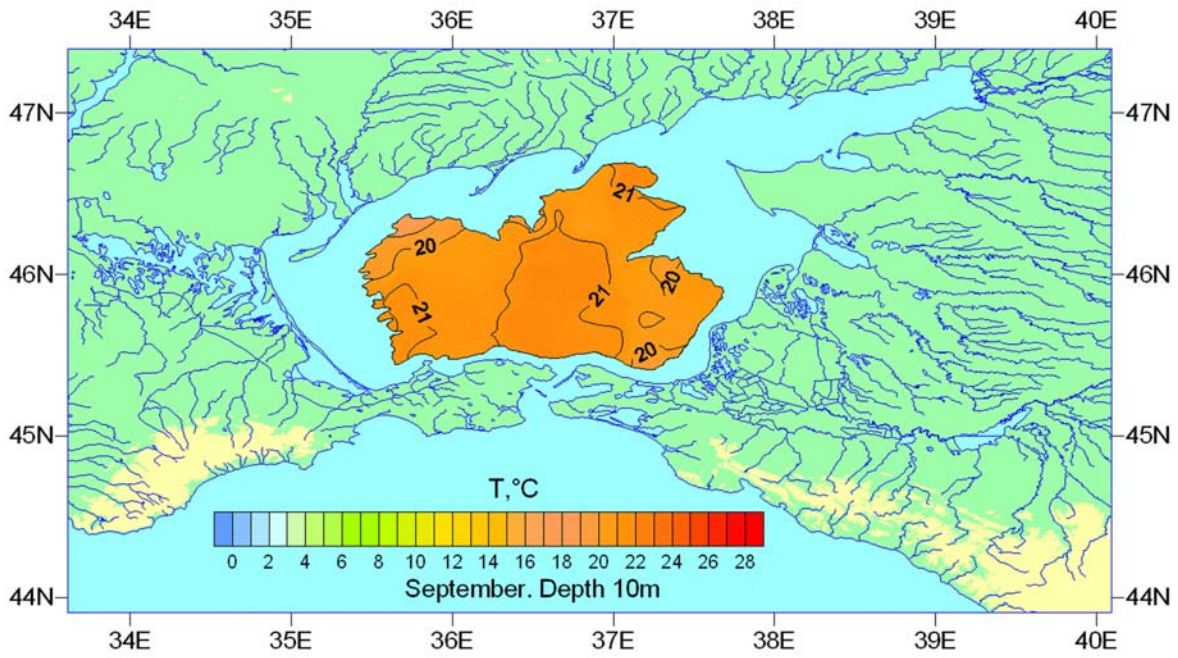 34E 35E 36E 37E 38E 39E 40E
47N 47N
21
20
46N 46N
20
21 21
20
45N 45N
T,°C
0 2 4 6 8 10 12 14 16 18 20 22 24 26 28
September. Depth 10m
44N 44N
34E 35E 36E 37E 38E 39E 40E